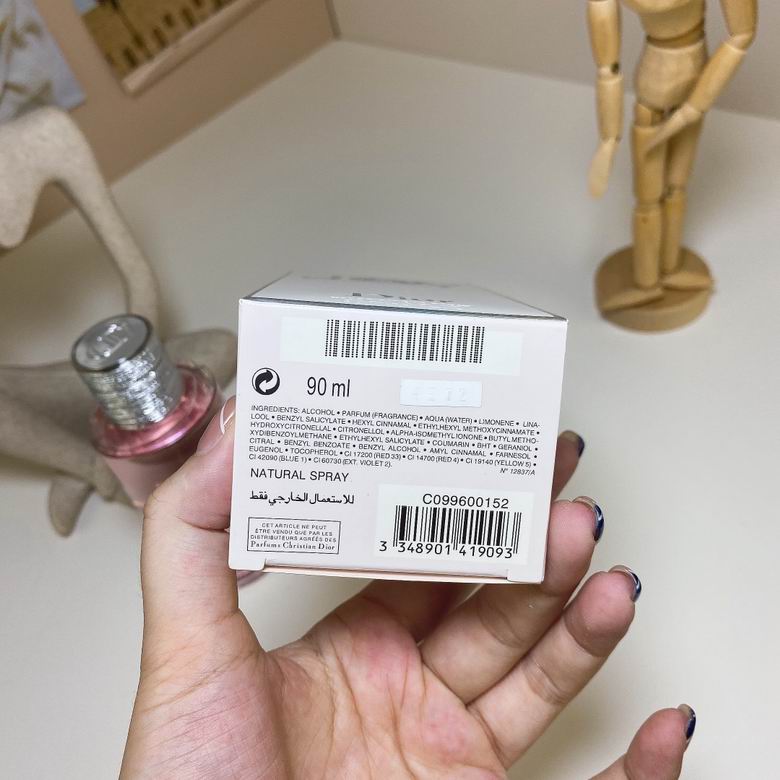 90 ml
INGREDIENTS: ALCOHOL • PARFUM (FRAGRANCE) • AQUA (WATER) • LIMONENE • LINA-
LOOL • BENZYL SALICYLATE • HEXYL CINNAMAL • ETHYLHEXYL METHOXYCINNAMATE •
HYDROXYCITRONELLAL • CITRONELLOL • ALPHA-ISOMETHYL IONONE • BUTYL METHO-
XYDIBENZOYLMETHANE • ETHYLHEXYL SALICYLATE • COUMARIN • BHT • GERANIOL •
CITRAL • BENZYL BENZOATE • BENZYL ALCOHOL • AMYL CINNAMAL • FARNESOL •
EUGENOL • TOCOPHEROL • CI 17200 (RED 33) • CI 14700 (RED 4) • CI 19140 (YELLOW 5) •
CI 42090 (BLUE 1) • CI 60730 (EXT. VIOLET 2).
N° 12837/A
NATURAL SPRAY
للاستعمال الخارجي فقط
CET ARTICLE NE PEUT
ÊTRE VENDU QUE PAR LES
DISTRIBUTEURS AGRÉÉS DES
Parfums Christian Dior
C099600152
3 348901 419093